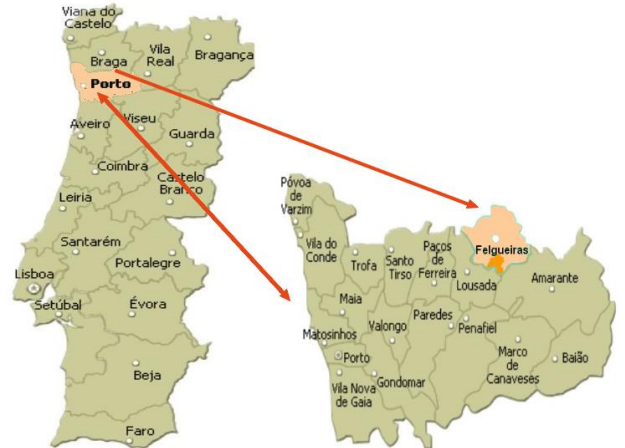 Viana do
Castelo
Braga
Vila
Real
Bragança
Porto
Aveiro
Viseu
Guarda
Coimbra
Castelo
Branco
Leiria
Santarém
Portalegre
Lisboa
Setúbal
Évora
Beja
Faro
Póvoa
de
Varzim
Vila do
Conde
Trofa
Santo
Tirso
Paços
de
Ferreira
Felgueiras
Lousada
Amarante
Maia
Matosinhos
Valongo
Paredes
Penafiel
Porto
Marco
de
Canaveses
Baião
Vila Nova
de Gaia
Gondomar